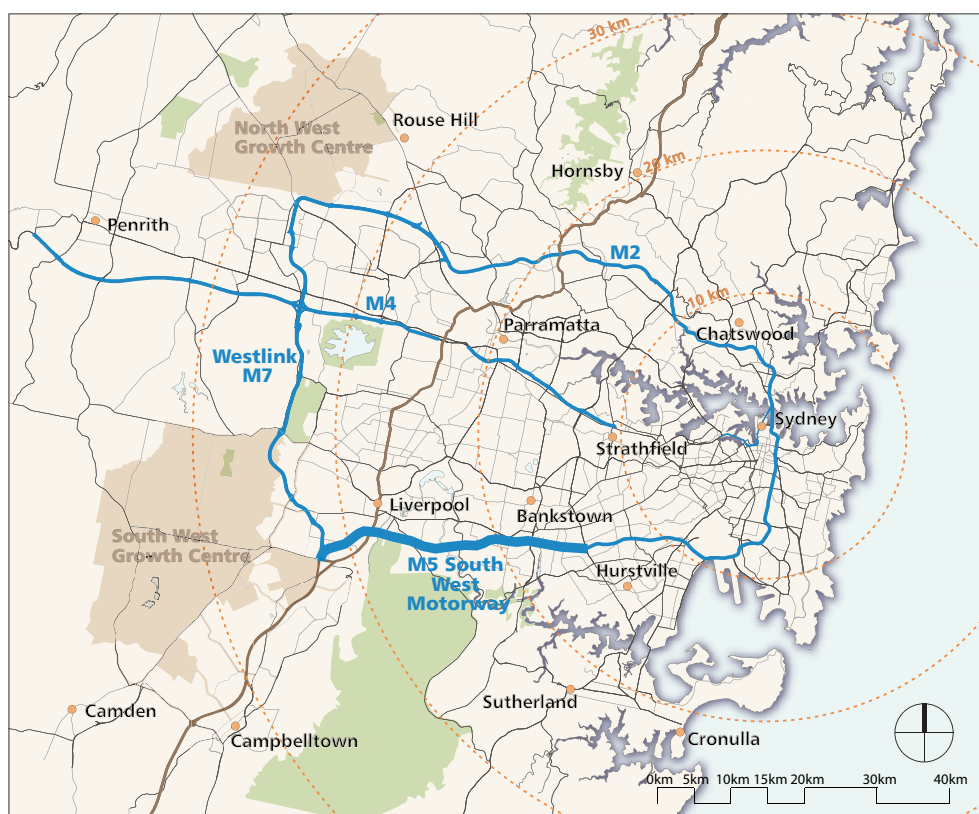 30 km
Rouse Hill
North West
Growth Centre
20 km
Hornsby
Penrith
M2
10 km
M4
Parramatta
Chatswood
Westlink
M7
Sydney
Strathfield
Liverpool
Bankstown
South West
Growth Centre
M5 South
West
Motorway
Hurstville
Sutherland
Camden
Campbelltown
Cronulla
0km 5km 10km 15km 20km 30km 40km